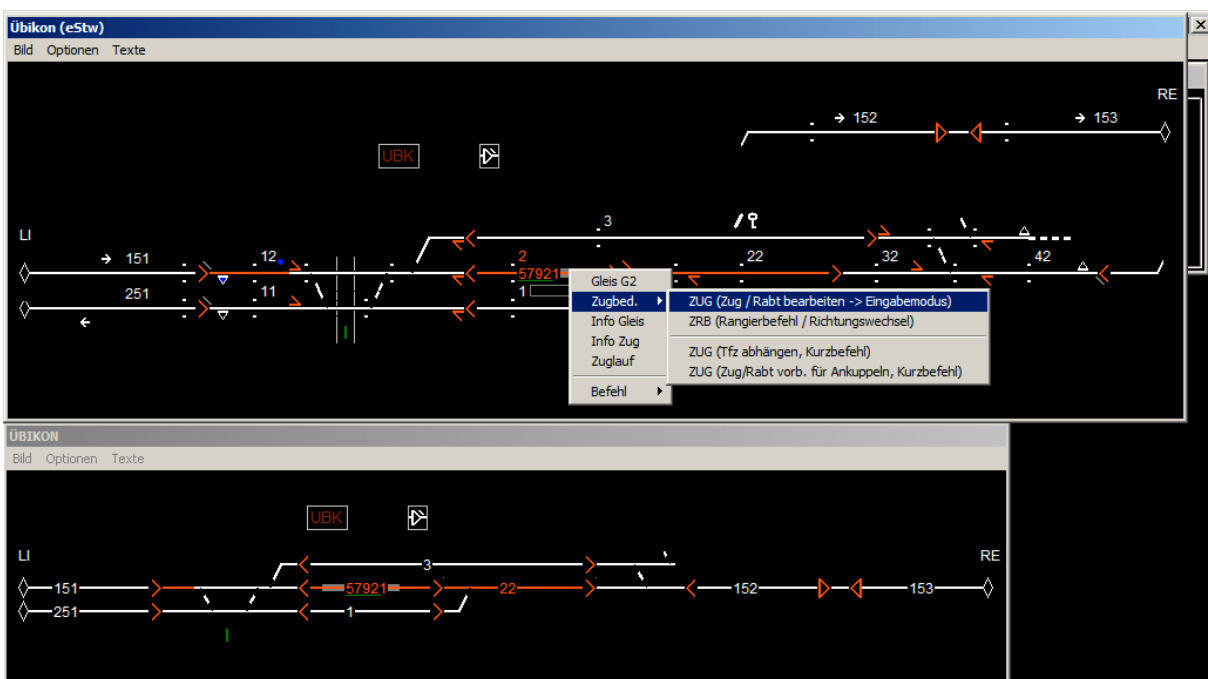 Übikon (eStw)
Bild Optionen Texte
RE
152 153
UBK
3
LI
151 12 2 22 32 42
57921
251 11 1
Gleis G2
Zugbed.
Info Gleis
Info Zug
Zuglauf
Befehl
ZUG (Zug / Rabt bearbeiten -> Eingabemodus)
ZRB (Rangierbefehl / Richtungswechsel)
ZUG (Tfz abhängen, Kurzbefehl)
ZUG (Zug/Rabt vorb. für Ankuppeln, Kurzbefehl)
ÜBIKON
Bild Optionen Texte
UBK
LI RE
3
151 57921 22 152 153
251 1